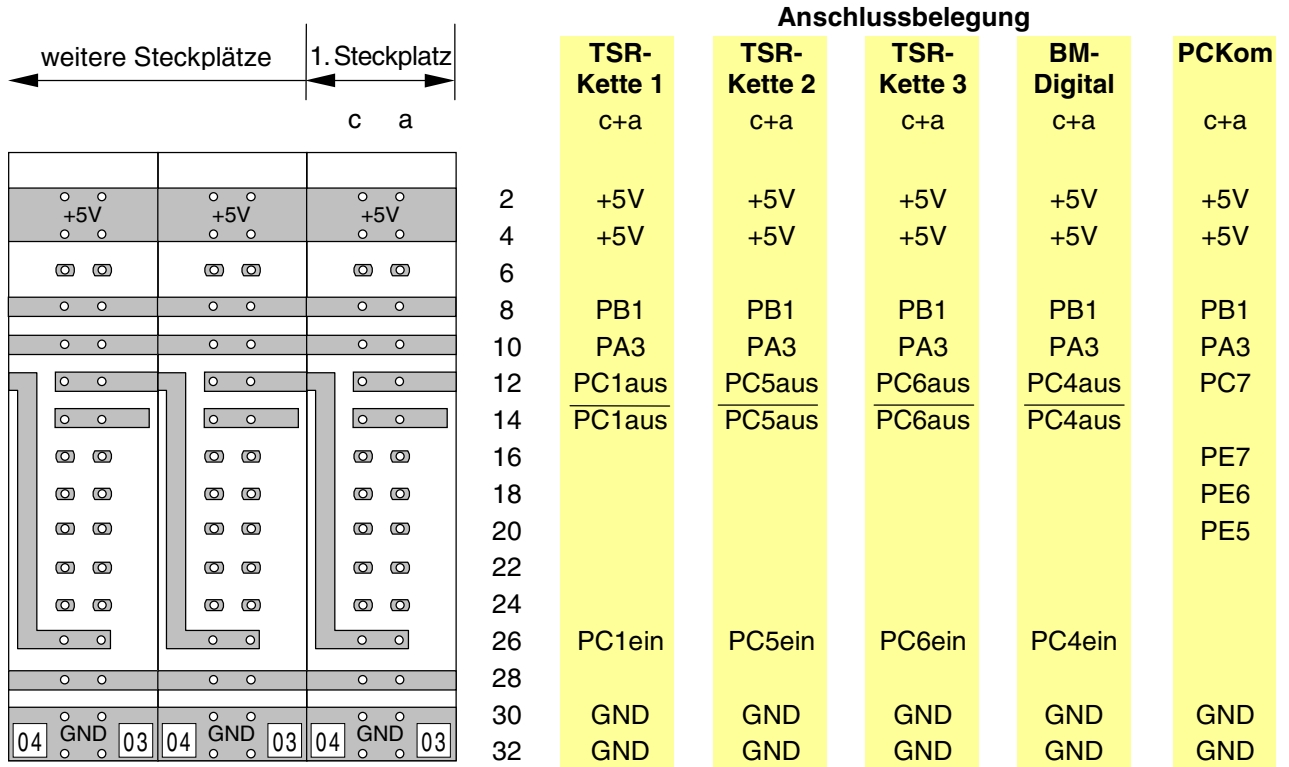 Anschlussbelegung
weitere Steckplätze 1. Steckplatz
TSR-Kette 1 TSR-Kette 2 TSR-Kette 3 BM-Digital PCKom
c a c+a c+a c+a c+a c+a
+5V +5V +5V
2 +5V +5V +5V +5V +5V
4 +5V +5V +5V +5V +5V
6
8 PB1 PB1 PB1 PB1 PB1
10 PA3 PA3 PA3 PA3 PA3
12 PC1aus PC5aus PC6aus PC4aus PC7
14 PC1aus PC5aus PC6aus PC4aus
16 PE7
18 PE6
20 PE5
22
24
26 PC1ein PC5ein PC6ein PC4ein
28
30 GND GND GND GND GND
04 GND 03 04 GND 03 04 GND 03
32 GND GND GND GND GND